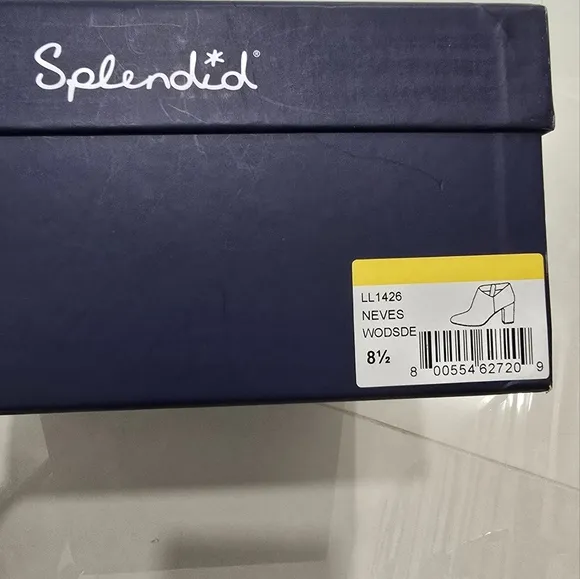 Splendid®
LL1426
NEVES
WODSDE
8½
8 00554 62720 9